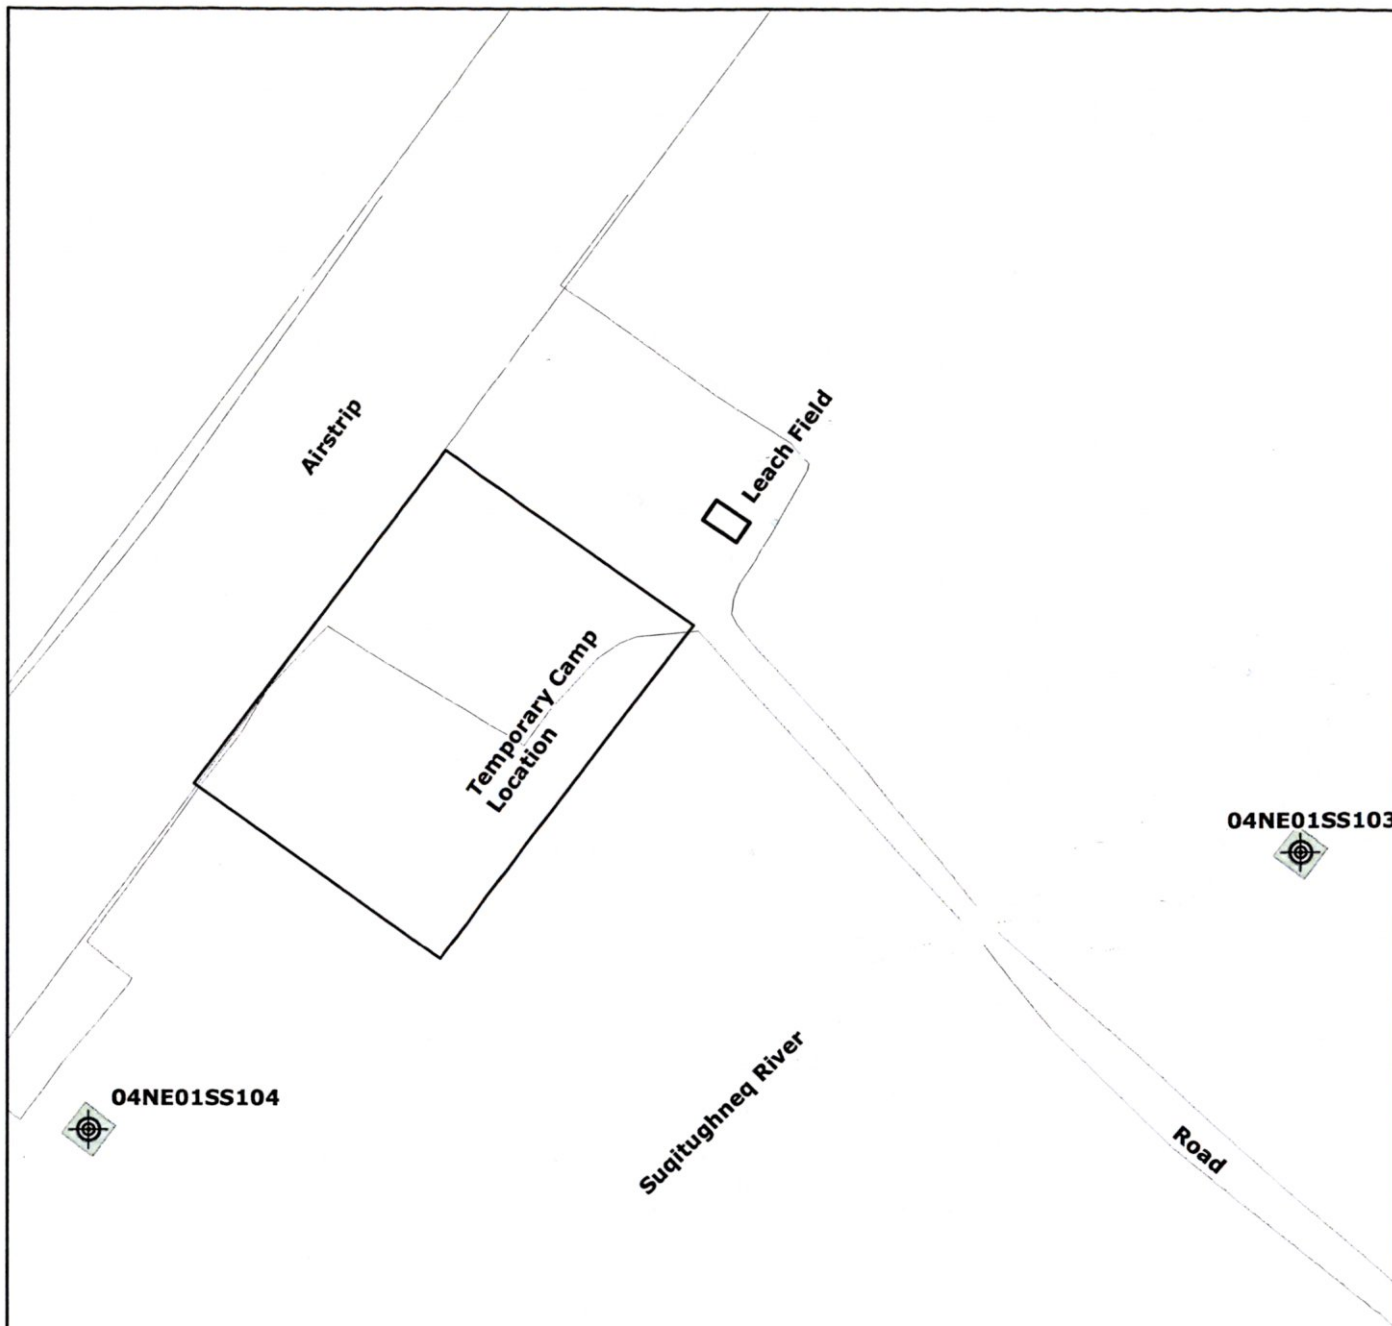 Airstrip
Leach Field
Temporary Camp
Location
04NE01SS103
04NE01SS104
Suqitughneq River
Road